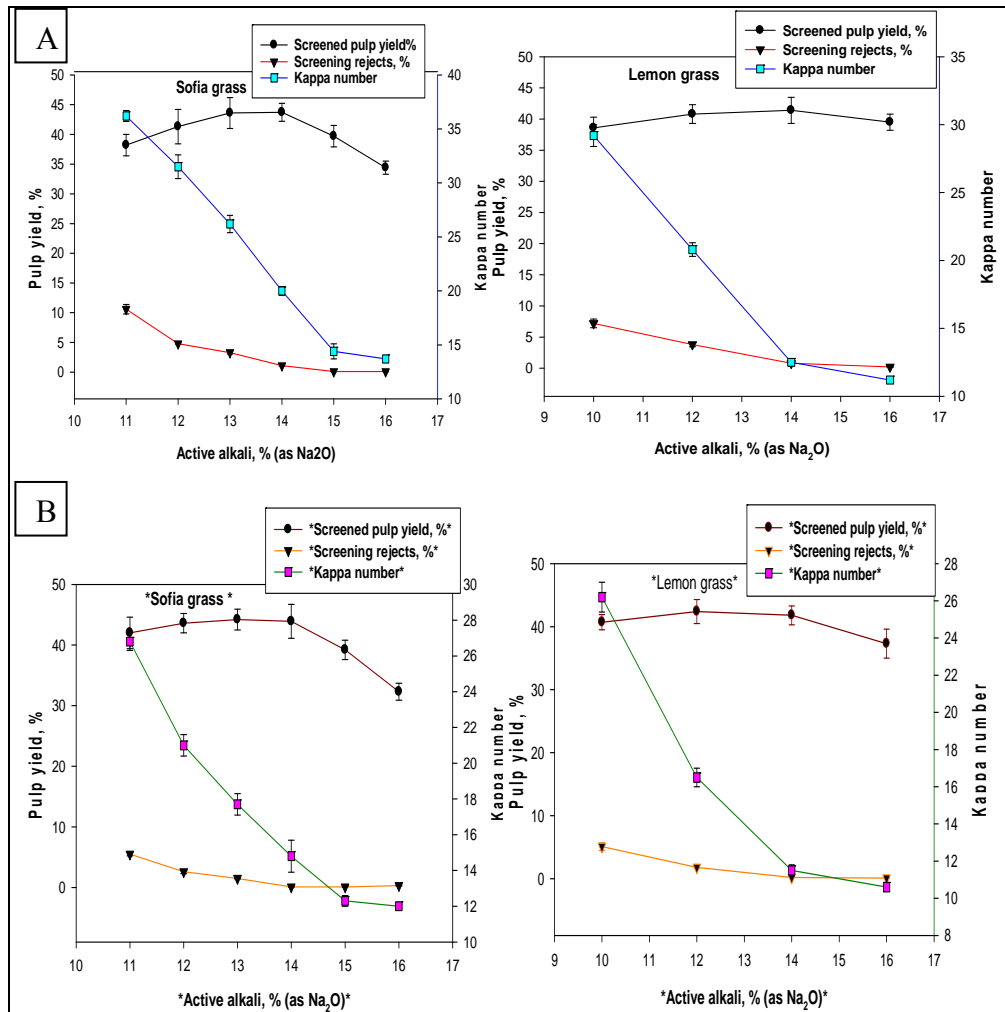 A
Screened pulp yield%
Screening rejects, %
Kappa number
Sofia grass
50
45
40
35
30
25
20
15
10
5
0
40
35
30
25
20
15
10
Pulp yield, %
Kappa number
10 11 12 13 14 15 16 17
Active alkali, % (as Na2O)
Screened pulp yield, %
Screening rejects, %
Kappa number
Lemon grass
50
45
40
35
30
25
20
15
10
5
0
35
30
25
20
15
10
Pulp yield, %
Kappa number
9 10 11 12 13 14 15 16 17
Active alkali, % (as Na₂O)
B
*Screened pulp yield, %*
*Screening rejects, %*
*Kappa number*
*Sofia grass *
50
40
30
20
10
0
30
28
26
24
22
20
18
16
14
12
10
Pulp yield, %
Kappa number
10 11 12 13 14 15 16 17
*Active alkali, % (as Na₂O)*
*Screened pulp yield, %*
*Screening rejects, %*
*Kappa number*
*Lemon grass*
50
40
30
20
10
0
28
26
24
22
20
18
16
14
12
10
8
Pulp yield, %
Kappa number
9 10 11 12 13 14 15 16 17
*Active alkali, % (as Na₂O)*